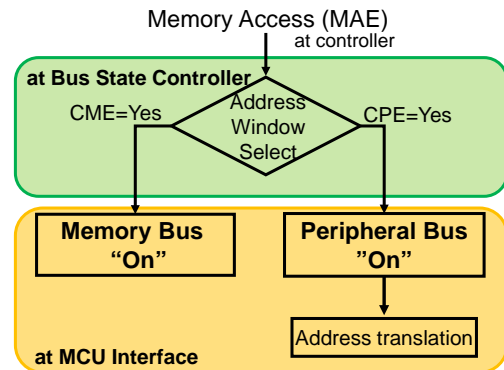 Memory Access (MAE)
at controller
at Bus State Controller
CME=Yes
Address
Window
Select
CPE=Yes
Memory Bus
“On”
Peripheral Bus
”On”
Address translation
at MCU Interface